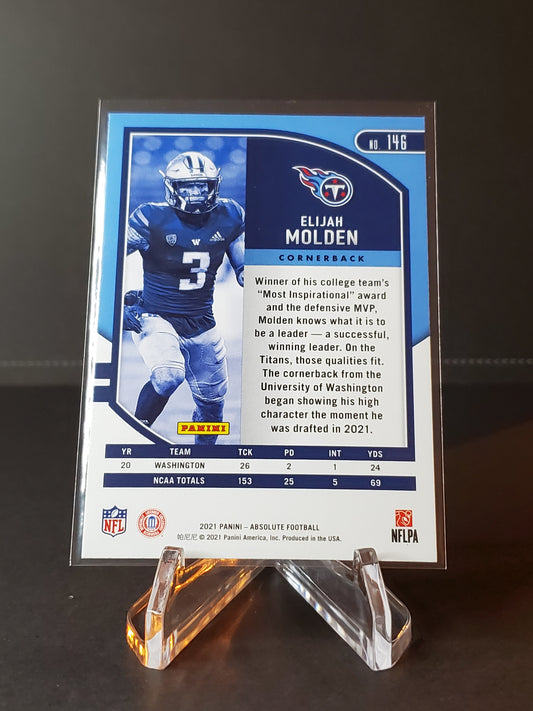 NO. 146
T
ELIJAH
MOLDEN
CORNERBACK
W
adidas
3
Winner of his college team's
"Most Inspirational" award
and the defensive MVP,
Molden knows what it is to
be a leader — a successful,
winning leader. On the
Titans, those qualities fit.
The cornerback from the
University of Washington
began showing his high
character the moment he
was drafted in 2021.
PANINI
YR TEAM TCK PD INT YDS
20 WASHINGTON 26 2 1 24
NCAA TOTALS 153 25 5 69
NFL
NFLPA
2021 PANINI – ABSOLUTE FOOTBALL
帕尼尼 © 2021 Panini America, Inc. Produced in the USA.